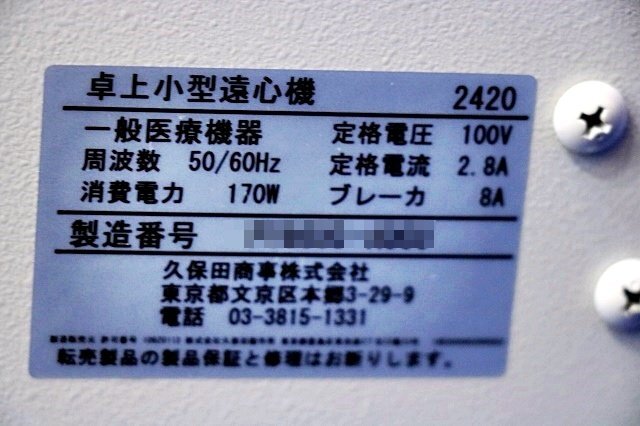 卓上小型遠心機 2420
一般医療機器 定格電圧 100V
周波数 50/60Hz 定格電流 2.8A
消費電力 170W ブレーカ 8A
製造番号
久保田商事株式会社
東京都文京区本郷3-29-9
電話 03-3815-1331
転売製品の製品保証と修理はお断りします。